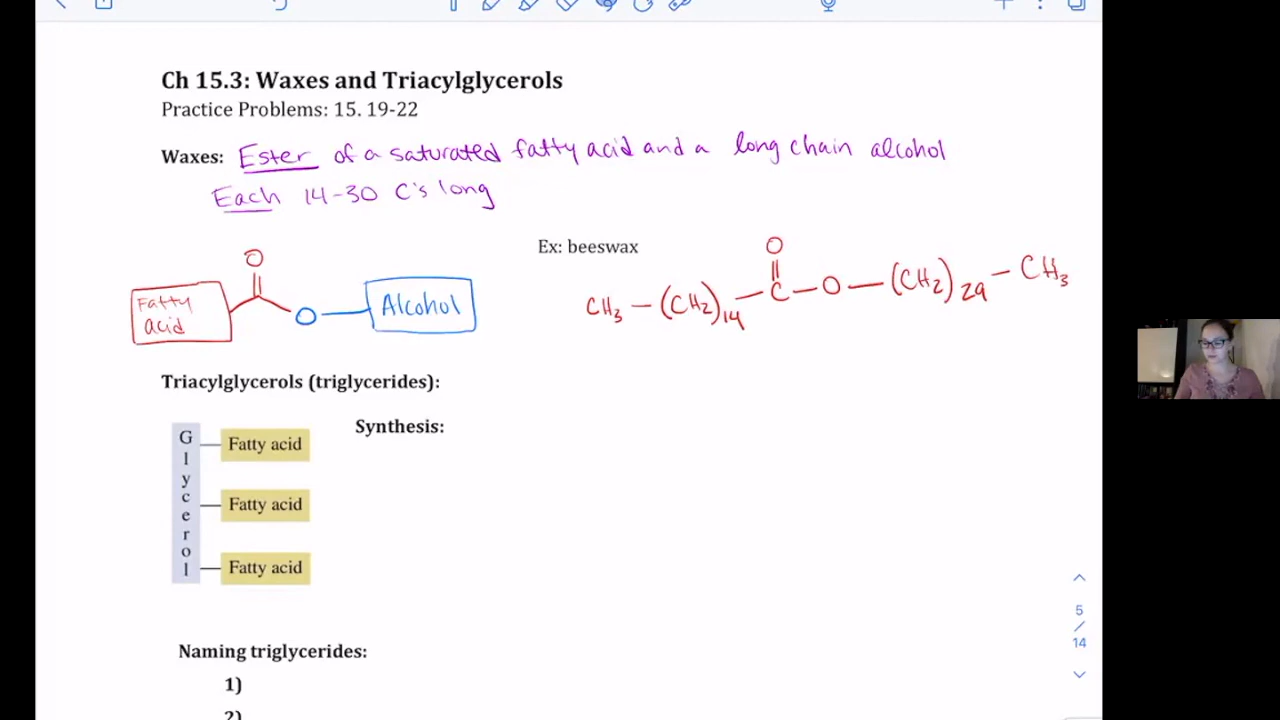 Ch 15.3: Waxes and Triacylglycerols
Practice Problems: 15. 19-22
Waxes: Ester of a saturated fatty acid and a long chain alcohol
Each 14-30 C's long
Ex: beeswax
O
O
Fatty
acid
O
Alcohol
CH3 — (CH2)14 — C — O — (CH2)29 — CH3
Triacylglycerols (triglycerides):
Synthesis:
Glycerol
Fatty acid
Fatty acid
Fatty acid
Naming triglycerides:
1)
2)
5
/
14